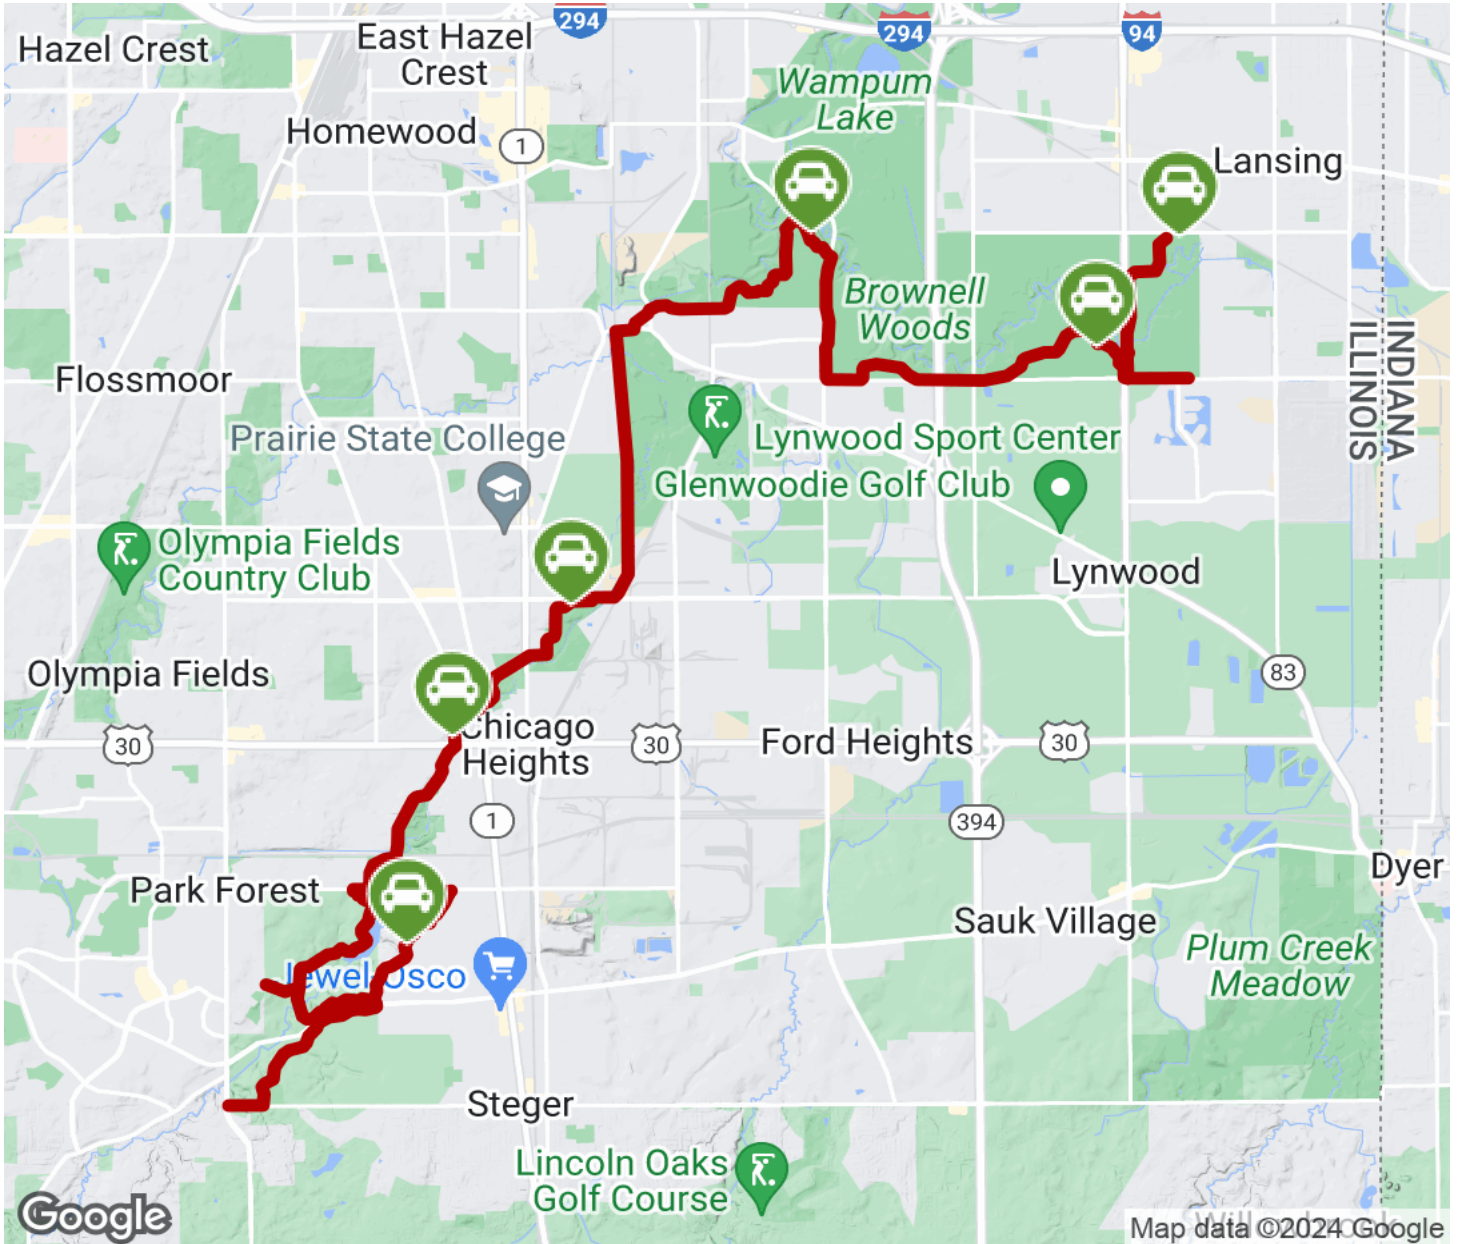 294
294
94
Hazel Crest
East Hazel
Crest
Wampum
Lake
Homewood
1
Lansing
Brownell
Woods
INDIANA
ILLINOIS
Flossmoor
Prairie State College
Lynwood Sport Center
Glenwoodie Golf Club
Olympia Fields
Country Club
Lynwood
Olympia Fields
83
Chicago
Heights
30
30
Ford Heights
30
1
394
Dyer
Park Forest
Sauk Village
Jewel-Osco
Plum Creek
Meadow
Steger
Lincoln Oaks
Golf Course
Google
Map data ©2024 Google